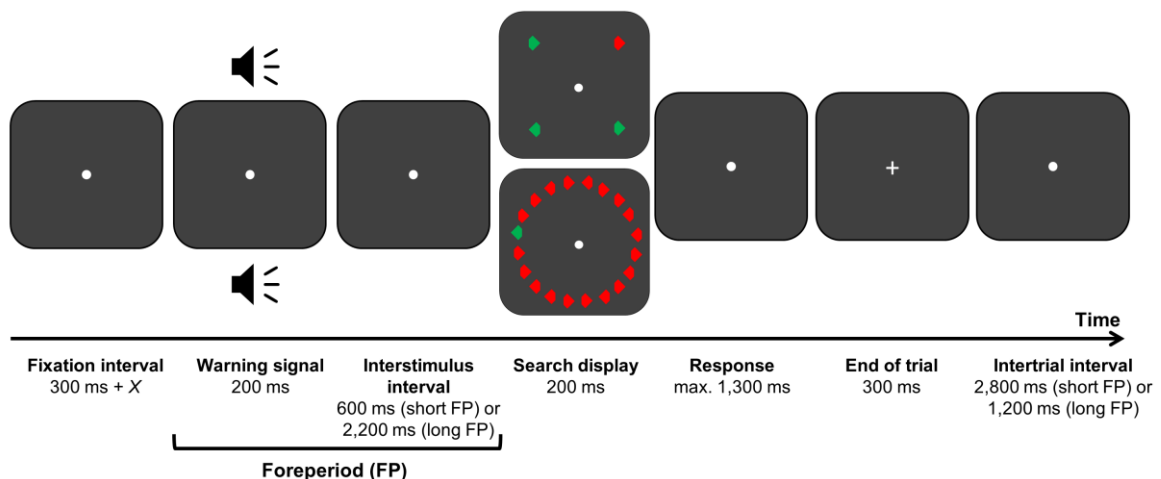 Time
Fixation interval
300 ms + X
Warning signal
200 ms
Interstimulus
interval
600 ms (short FP) or
2,200 ms (long FP)
Search display
200 ms
Response
max. 1,300 ms
End of trial
300 ms
Intertrial interval
2,800 ms (short FP) or
1,200 ms (long FP)
Foreperiod (FP)